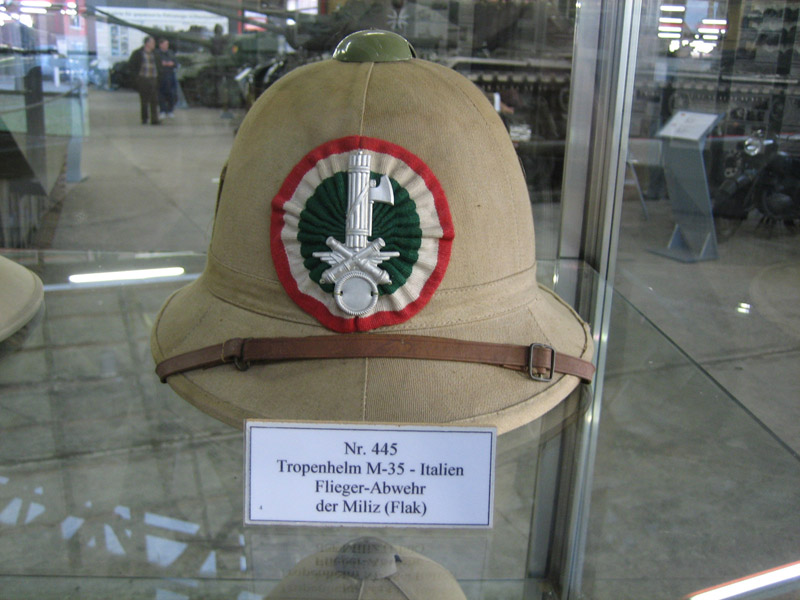 Nr. 445
Tropenhelm M-35 - Italien
Flieger-Abwehr
der Miliz (Flak)